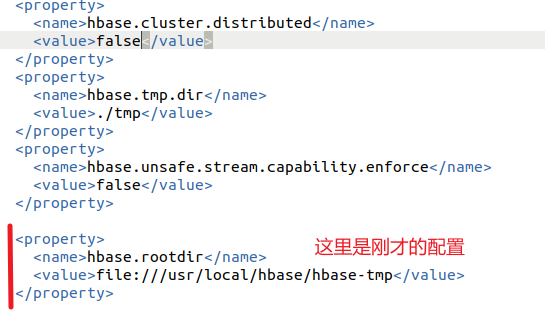 <property>
<name>hbase.cluster.distributed</name>
<value>false</value>
</property>
<property>
<name>hbase.tmp.dir</name>
<value>./tmp</value>
</property>
<property>
<name>hbase.unsafe.stream.capability.enforce</name>
<value>false</value>
</property>
<property>
<name>hbase.rootdir</name>
这里是刚才的配置
<value>file:///usr/local/hbase/hbase-tmp</value>
</property>